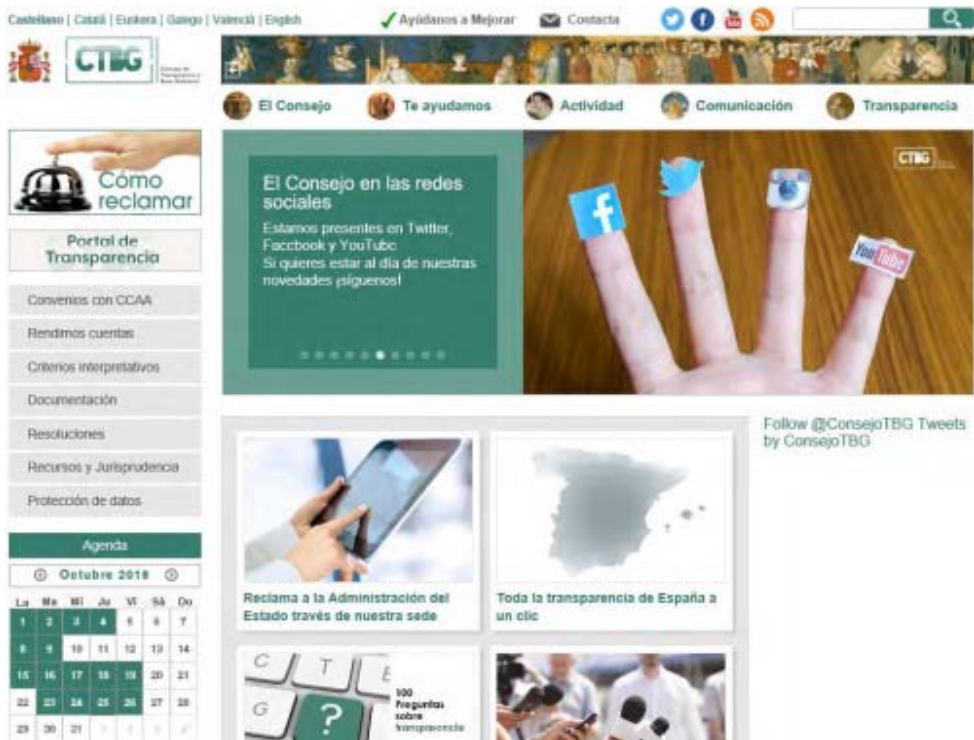 Castellano | Català | Euskera | Galego | Valencià | English
Ayúdanos a Mejorar
Contacta
CTBG
El Consejo
Te ayudamos
Actividad
Comunicación
Transparencia
Cómo
reclamar
Portal de
Transparencia
Convenios con CCAA
Rendimos cuentas
Criterios interpretativos
Documentación
Resoluciones
Recursos y Jurisprudencia
Protección de datos
Agenda
Octubre 2018
Lu Ma Mi Ju Vi Sá Do
1 2 3 4 5 6 7
8 9 10 11 12 13 14
15 16 17 18 19 20 21
22 23 24 25 26 27 28
29 30 31
El Consejo en las redes
sociales
Estamos presentes en Twitter,
Facebook y YouTube
Si quieres estar al día de nuestras
novedades ¡síguenos!
CTBG
YouTube
Reclama a la Administración del
Estado través de nuestra sede
Toda la transparencia de España a
un clic
Follow @ConsejoTBG Tweets
by ConsejoTBG
C T B
G ?
100
Preguntas
sobre
transparencia